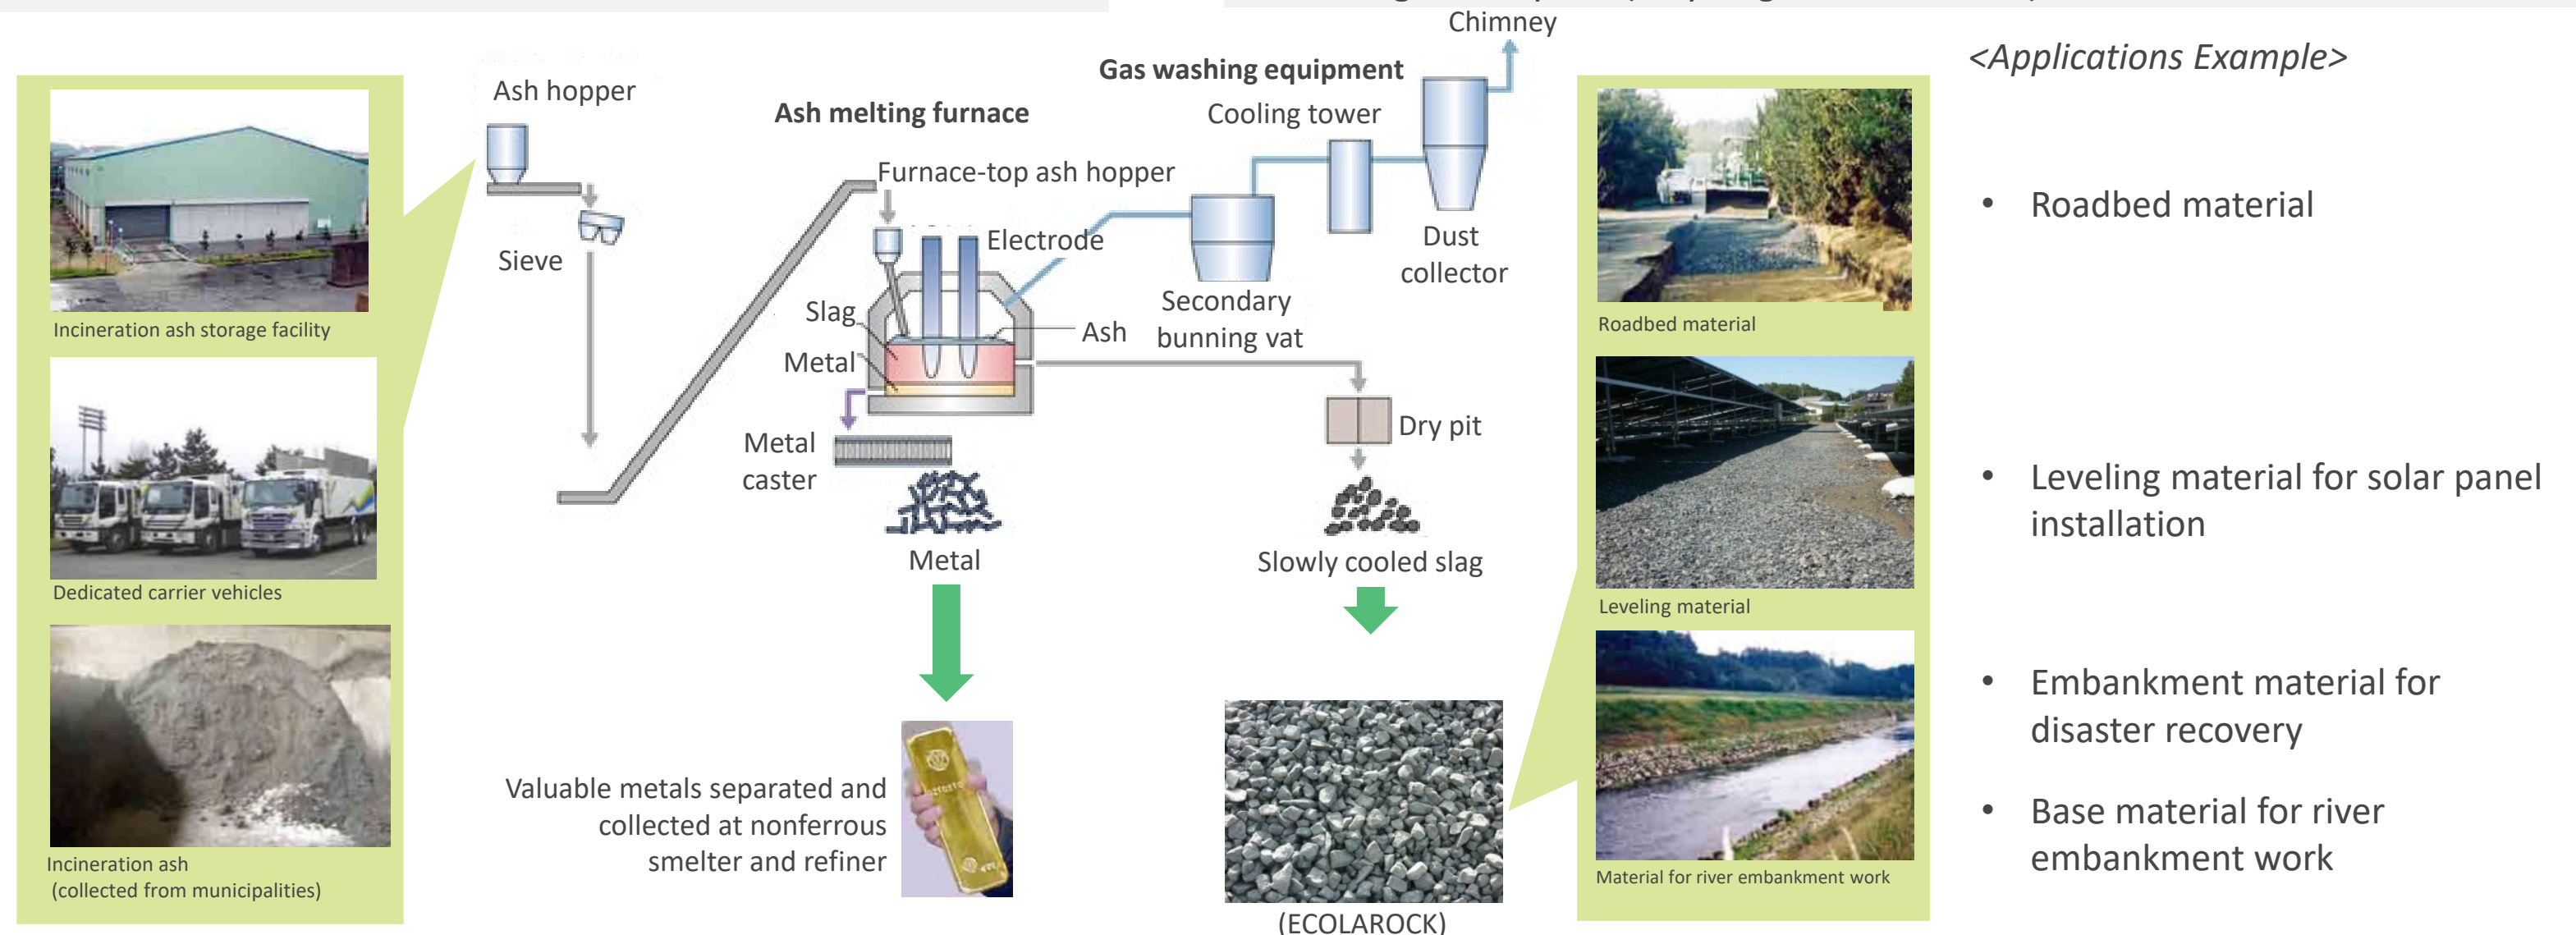 Incineration ash storage facility
Dedicated carrier vehicles
Incineration ash
(collected from municipalities)
Ash hopper
Sieve
Ash melting furnace
Furnace-top ash hopper
Electrode
Slag
Metal
Ash
Metal
caster
Metal
Valuable metals separated and
collected at nonferrous
smelter and refiner
Chimney
Gas washing equipment
Cooling tower
Dust
collector
Secondary
bunning vat
Dry pit
Slowly cooled slag
(ECOLAROCK)
Roadbed material
Leveling material
Material for river embankment work
<Applications Example>
• Roadbed material
• Leveling material for solar panel
installation
• Embankment material for
disaster recovery
• Base material for river
embankment work